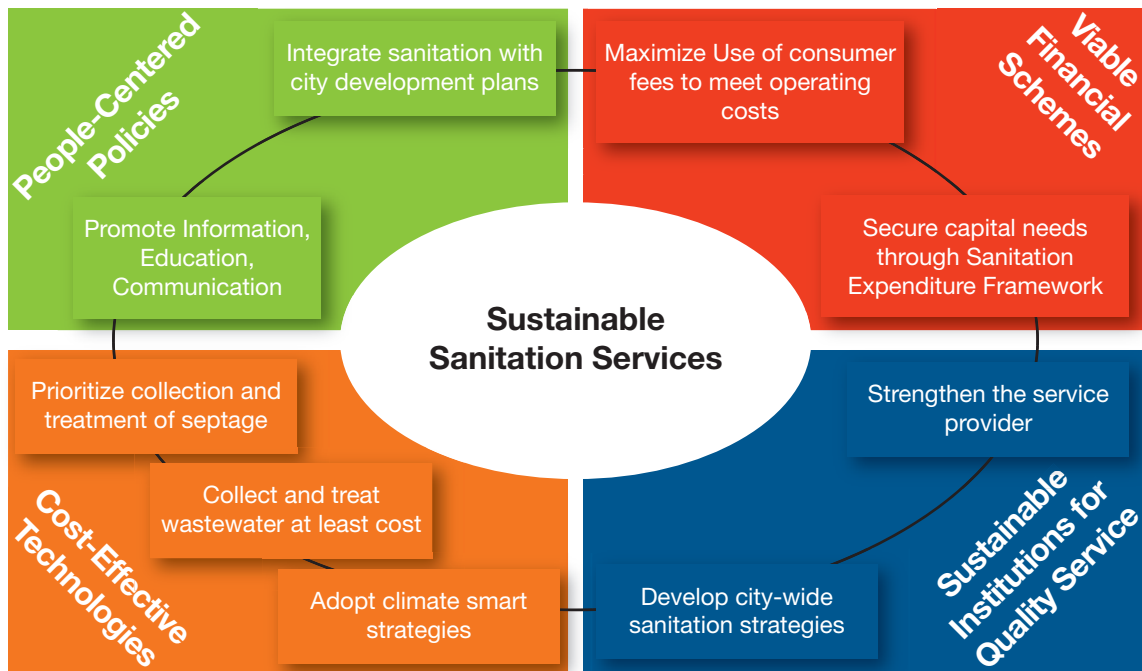 People-Centered
Policies
Integrate sanitation with
city development plans
Promote Information,
Education,
Communication
Maximize Use of consumer
fees to meet operating
costs
Viable
Financial
Schemes
Secure capital needs
through Sanitation
Expenditure Framework
Sustainable
Sanitation Services
Prioritize collection and
treatment of septage
Collect and treat
wastewater at least cost
Adopt climate smart
strategies
Cost-Effective
Technologies
Strengthen the service
provider
Develop city-wide
sanitation strategies
Sustainable
Institutions for
Quality Service